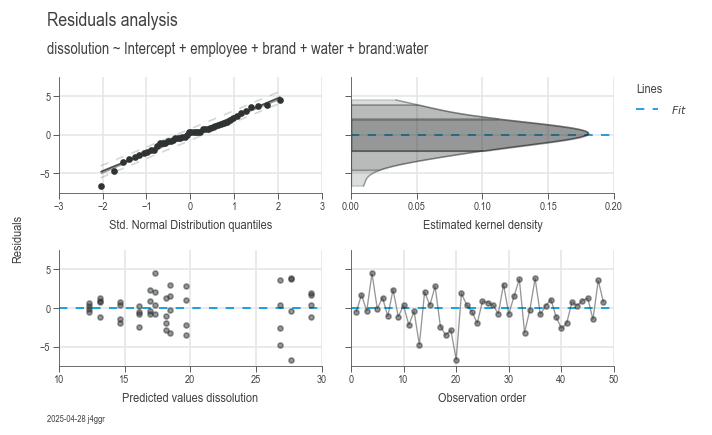 Residuals analysis
dissolution ~ Intercept + employee + brand + water + brand:water
Lines
Fit
5
0
−5
−3 −2 −1 0 1 2 3
Std. Normal Distribution quantiles
0.00 0.05 0.10 0.15 0.20
Estimated kernel density
Residuals
5
0
−5
10 15 20 25 30
Predicted values dissolution
0 10 20 30 40 50
Observation order
2025-04-28 j4ggr